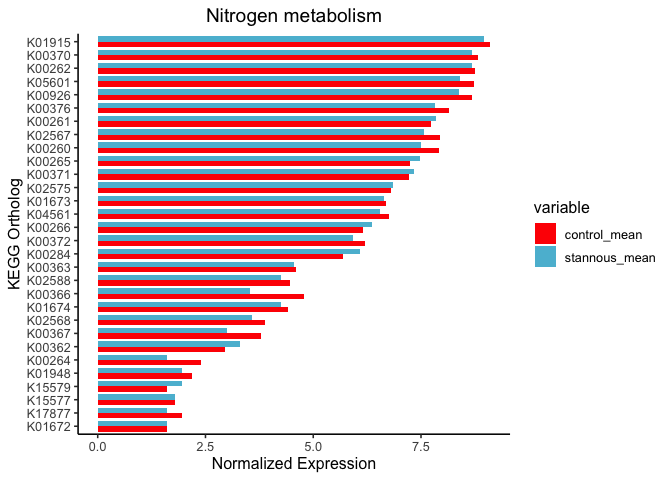 Nitrogen metabolism
KEGG Ortholog
K01915
K00370
K00262
K05601
K00926
K00376
K00261
K02567
K00260
K00265
K00371
K02575
K01673
K04561
K00266
K00372
K00284
K00363
K02588
K00366
K01674
K02568
K00367
K00362
K00264
K01948
K15579
K15577
K17877
K01672
0.0 2.5 5.0 7.5
Normalized Expression
variable
control_mean
stannous_mean